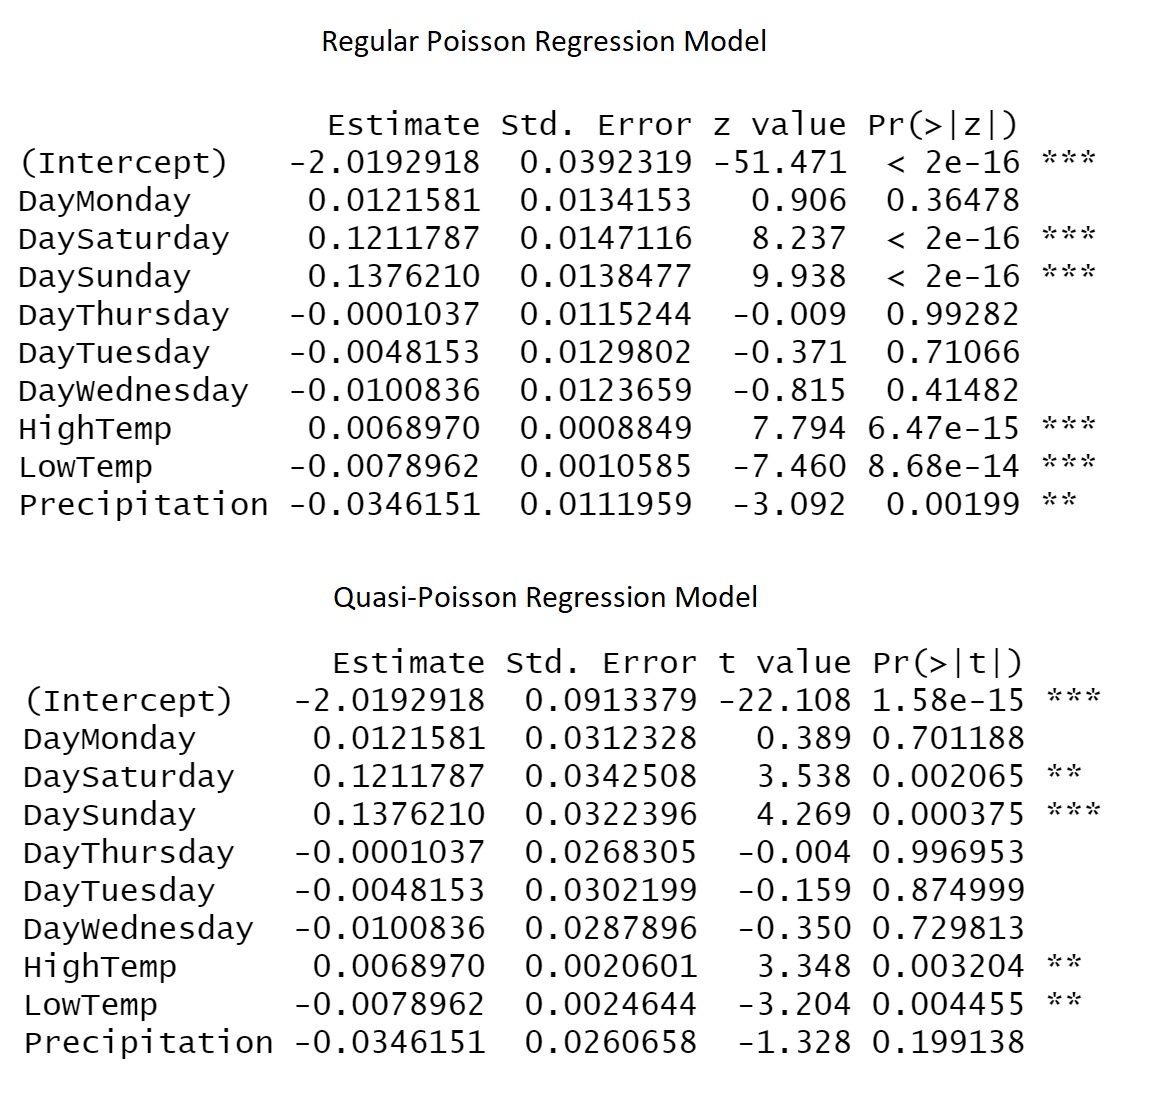 Regular Poisson Regression Model
Estimate Std. Error z value Pr(>|z|)
(Intercept) -2.0192918 0.0392319 -51.471 < 2e-16 ***
DayMonday 0.0121581 0.0134153 0.906 0.36478
DaySaturday 0.1211787 0.0147116 8.237 < 2e-16 ***
DaySunday 0.1376210 0.0138477 9.938 < 2e-16 ***
DayThursday -0.0001037 0.0115244 -0.009 0.99282
DayTuesday -0.0048153 0.0129802 -0.371 0.71066
DayWednesday -0.0100836 0.0123659 -0.815 0.41482
HighTemp 0.0068970 0.0008849 7.794 6.47e-15 ***
LowTemp -0.0078962 0.0010585 -7.460 8.68e-14 ***
Precipitation -0.0346151 0.0111959 -3.092 0.00199 **
Quasi-Poisson Regression Model
Estimate Std. Error t value Pr(>|t|)
(Intercept) -2.0192918 0.0913379 -22.108 1.58e-15 ***
DayMonday 0.0121581 0.0312328 0.389 0.701188
DaySaturday 0.1211787 0.0342508 3.538 0.002065 **
DaySunday 0.1376210 0.0322396 4.269 0.000375 ***
DayThursday -0.0001037 0.0268305 -0.004 0.996953
DayTuesday -0.0048153 0.0302199 -0.159 0.874999
DayWednesday -0.0100836 0.0287896 -0.350 0.729813
HighTemp 0.0068970 0.0020601 3.348 0.003204 **
LowTemp -0.0078962 0.0024644 -3.204 0.004455 **
Precipitation -0.0346151 0.0260658 -1.328 0.199138